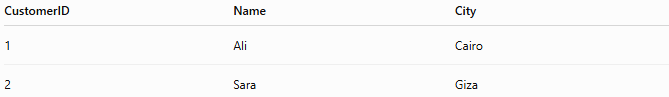 CustomerID Name City
1 Ali Cairo
2 Sara Giza